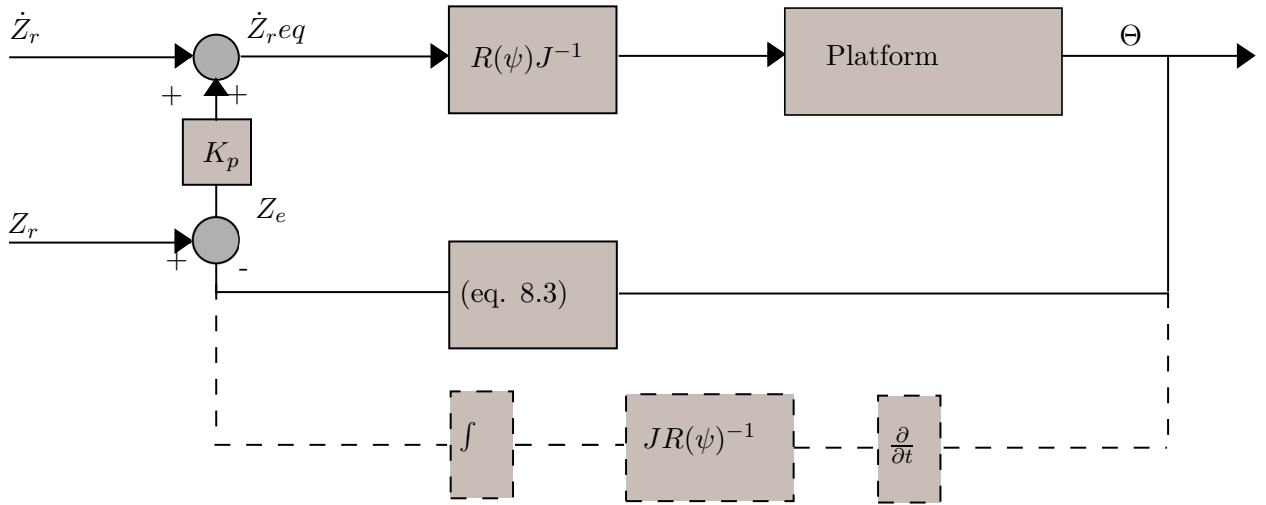 Żᵣ
Żᵣeq
R(ψ)J⁻¹
Platform
Θ
+ +
Kₚ
Zₑ
Zᵣ
+ -
(eq. 8.3)
∫
JR(ψ)⁻¹
∂/∂t